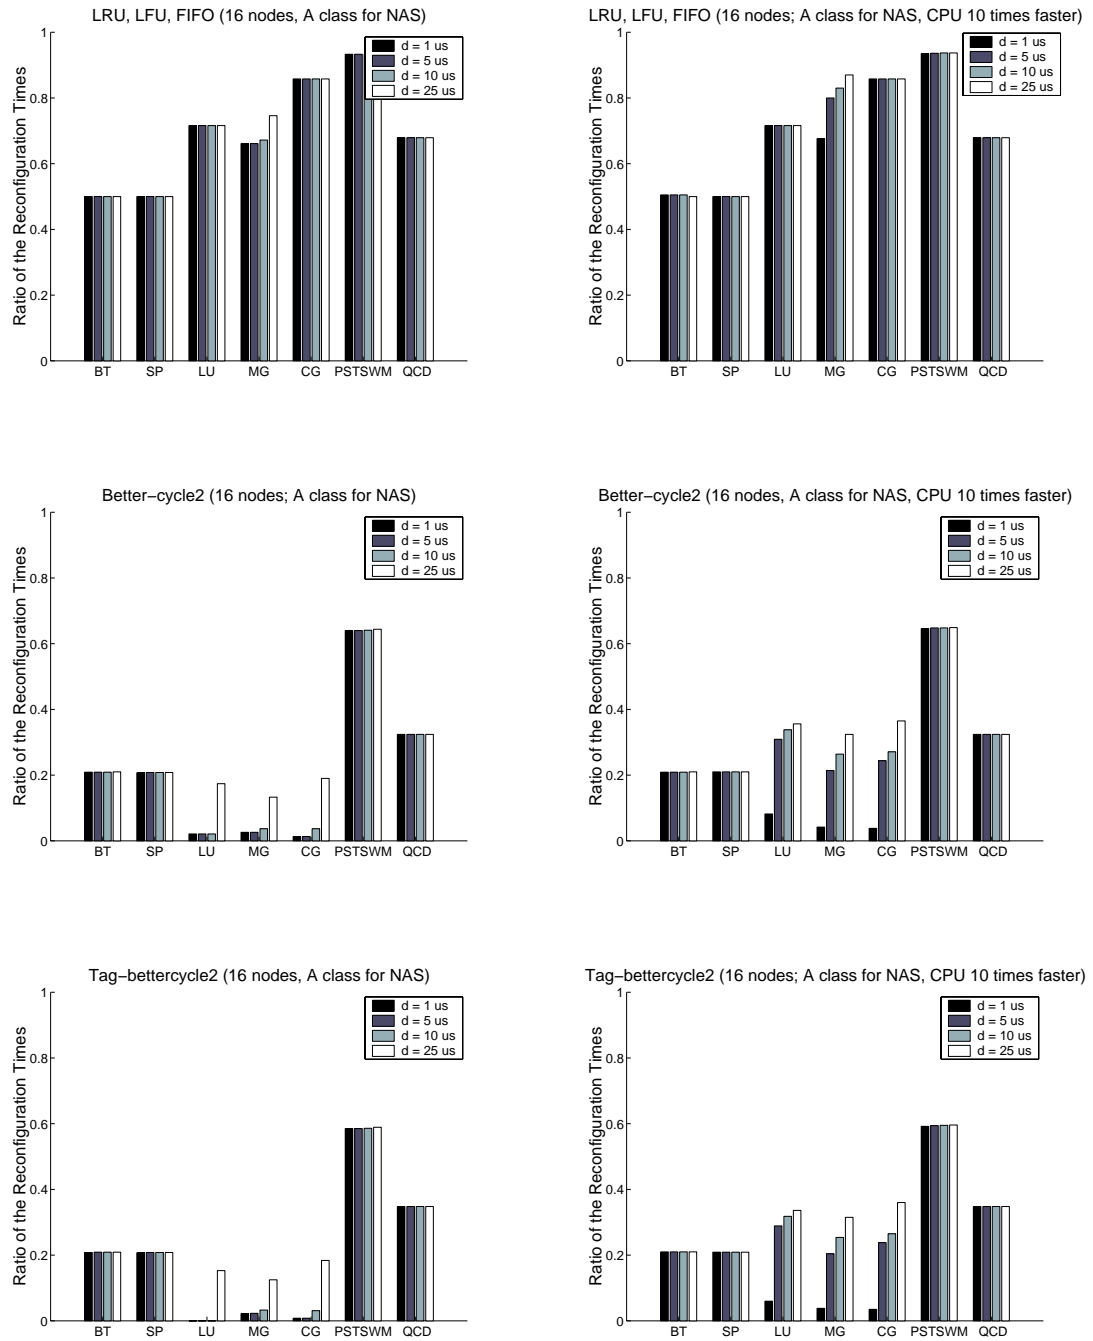 LRU, LFU, FIFO (16 nodes, A class for NAS)
Ratio of the Reconfiguration Times
1
0.8
0.6
0.4
0.2
0
d = 1 us
d = 5 us
d = 10 us
d = 25 us
BT SP LU MG CG PSTSWM QCD
LRU, LFU, FIFO (16 nodes; A class for NAS, CPU 10 times faster)
Ratio of the Reconfiguration Times
1
0.8
0.6
0.4
0.2
0
d = 1 us
d = 5 us
d = 10 us
d = 25 us
BT SP LU MG CG PSTSWM QCD
Better−cycle2 (16 nodes; A class for NAS)
Ratio of the Reconfiguration Times
1
0.8
0.6
0.4
0.2
0
d = 1 us
d = 5 us
d = 10 us
d = 25 us
BT SP LU MG CG PSTSWM QCD
Better−cycle2 (16 nodes, A class for NAS, CPU 10 times faster)
Ratio of the Reconfiguration Times
1
0.8
0.6
0.4
0.2
0
d = 1 us
d = 5 us
d = 10 us
d = 25 us
BT SP LU MG CG PSTSWM QCD
Tag−bettercycle2 (16 nodes, A class for NAS)
Ratio of the Reconfiguration Times
1
0.8
0.6
0.4
0.2
0
d = 1 us
d = 5 us
d = 10 us
d = 25 us
BT SP LU MG CG PSTSWM QCD
Tag−bettercycle2 (16 nodes; A class for NAS, CPU 10 times faster)
Ratio of the Reconfiguration Times
1
0.8
0.6
0.4
0.2
0
d = 1 us
d = 5 us
d = 10 us
d = 25 us
BT SP LU MG CG PSTSWM QCD